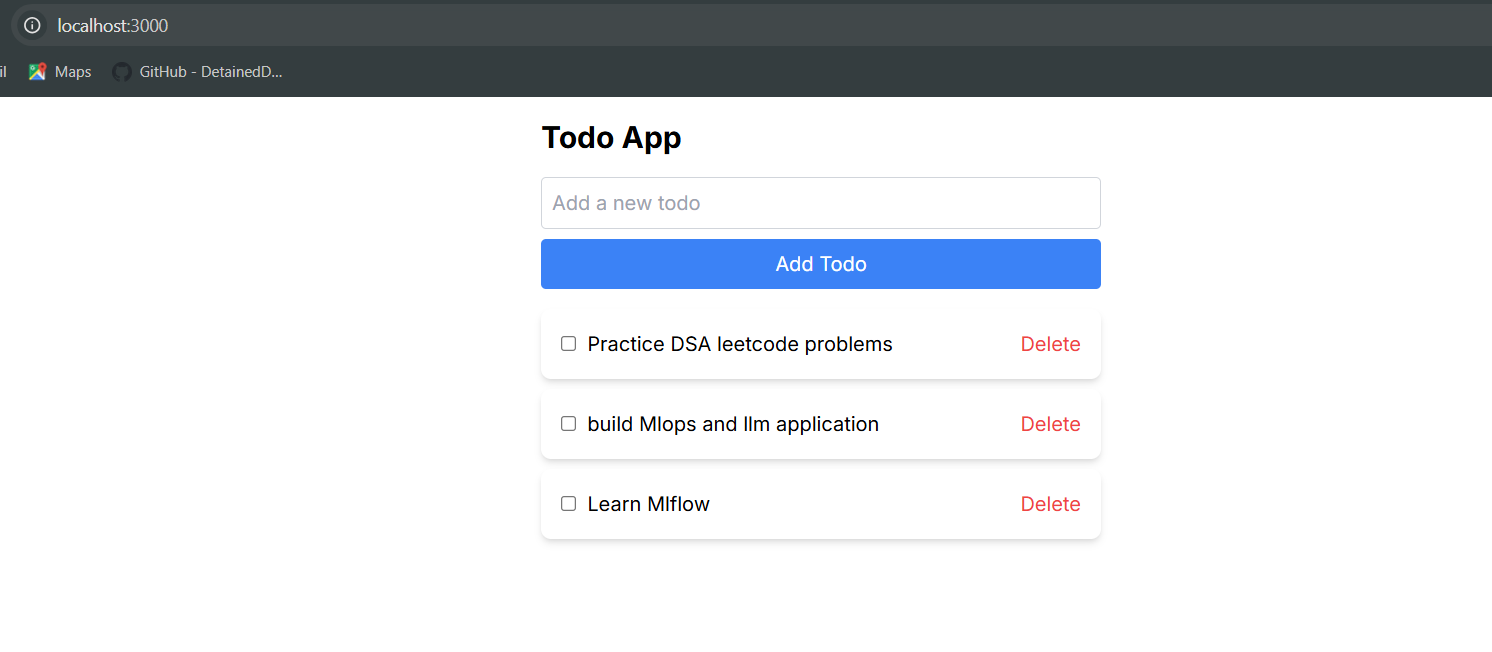 localhost:3000
il Maps GitHub - DetainedD...
Todo App
Add a new todo
Add Todo
Practice DSA leetcode problems Delete
build Mlops and llm application Delete
Learn Mlflow Delete